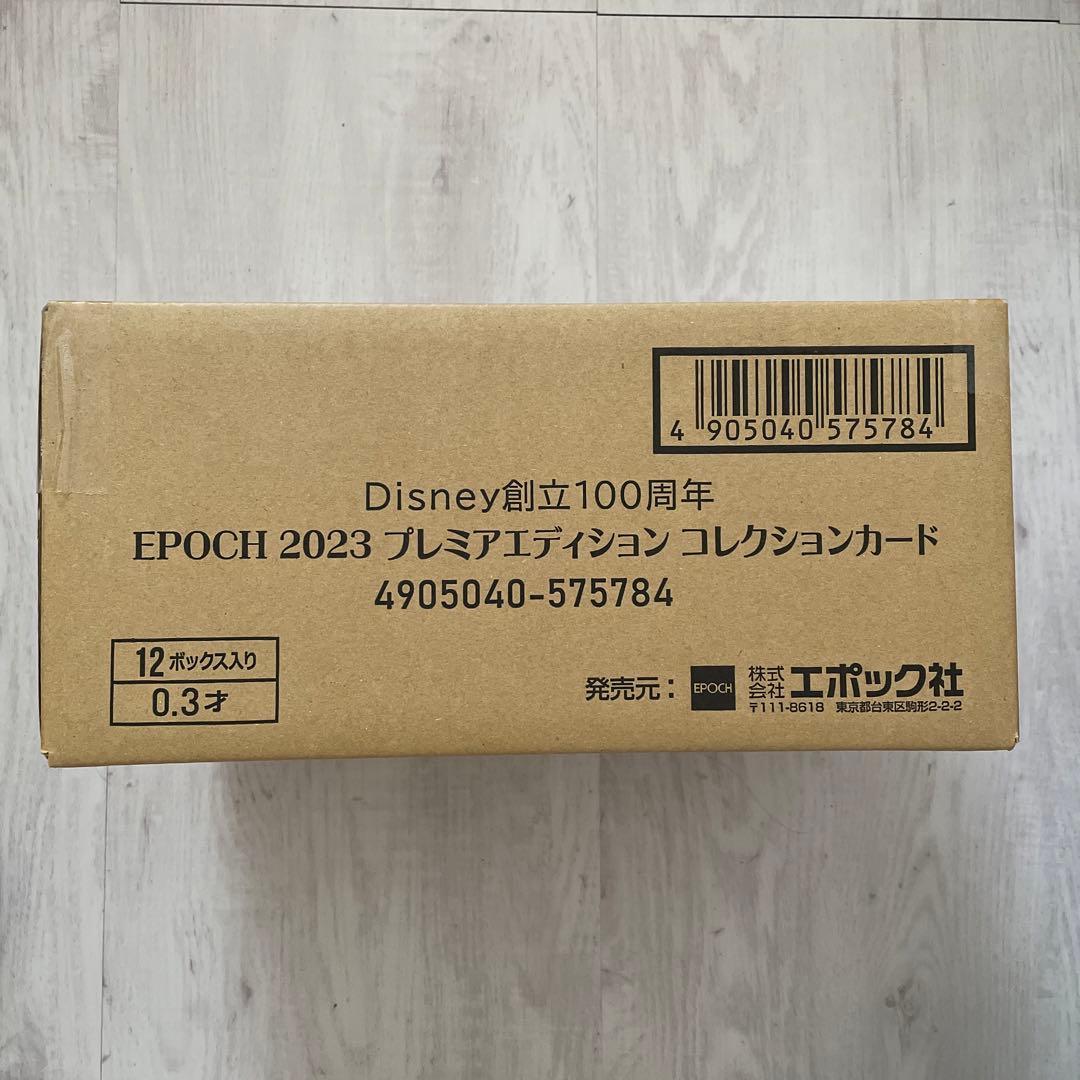 4 905040 575784
Disney創立100周年
EPOCH 2023 プレミアエディション コレクションカード
4905040-575784
12ボックス入り
0.3才
発売元: EPOCH 株式会社 エポック社
〒111-8618 東京都台東区駒形2-2-2